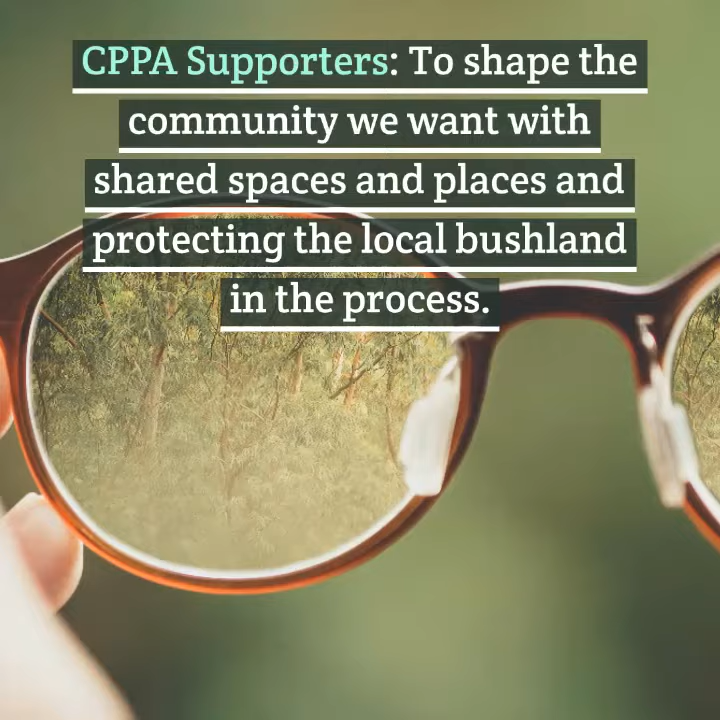 CPPA Supporters: To shape the
community we want with
shared spaces and places and
protecting the local bushland
in the process.